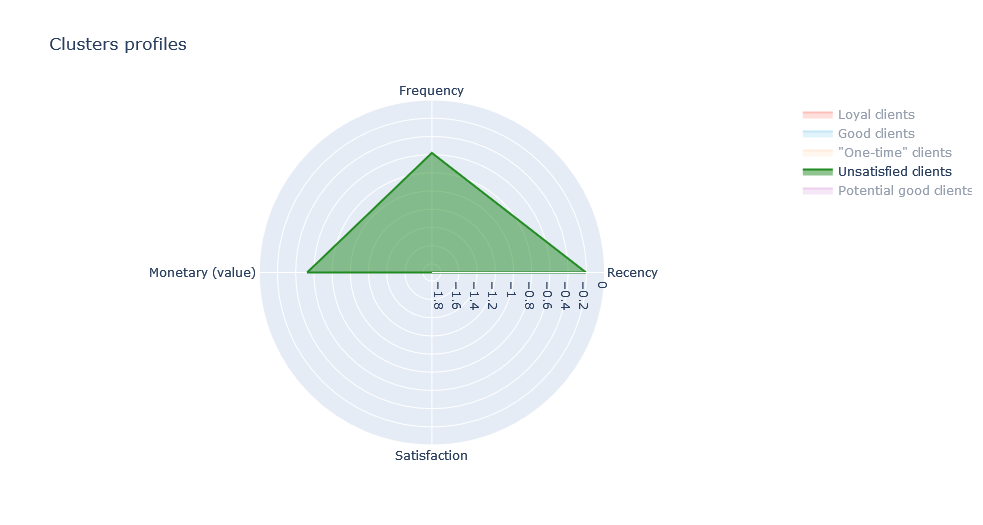 Clusters profiles
Frequency
Loyal clients
Good clients
"One-time" clients
Unsatisfied clients
Potential good clients
Monetary (value)
Recency
−1.8
−1.6
−1.4
−1.2
−1
−0.8
−0.6
−0.4
−0.2
0
Satisfaction